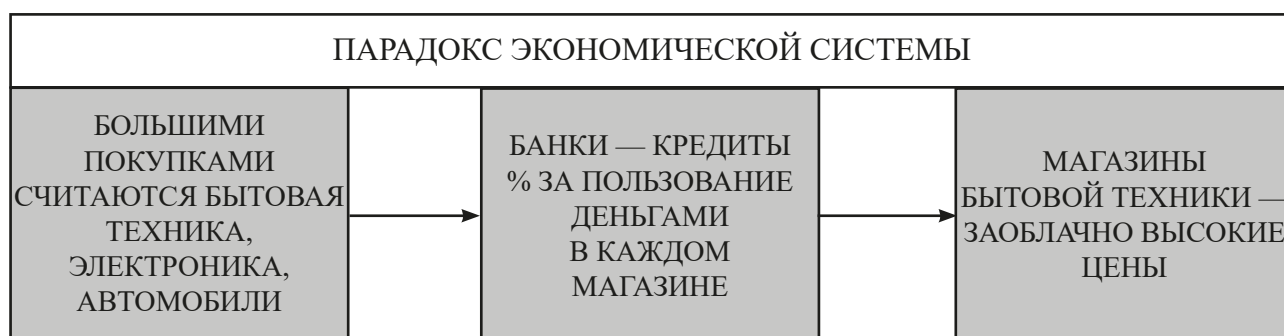 ПАРАДОКС ЭКОНОМИЧЕСКОЙ СИСТЕМЫ
БОЛЬШИМИ
ПОКУПКАМИ
СЧИТАЮТСЯ БЫТОВАЯ
ТЕХНИКА,
ЭЛЕКТРОНИКА,
АВТОМОБИЛИ
БАНКИ — КРЕДИТЫ
% ЗА ПОЛЬЗОВАНИЕ
ДЕНЬГАМИ
В КАЖДОМ
МАГАЗИНЕ
МАГАЗИНЫ
БЫТОВОЙ ТЕХНИКИ —
ЗАОБЛАЧНО ВЫСОКИЕ
ЦЕНЫ